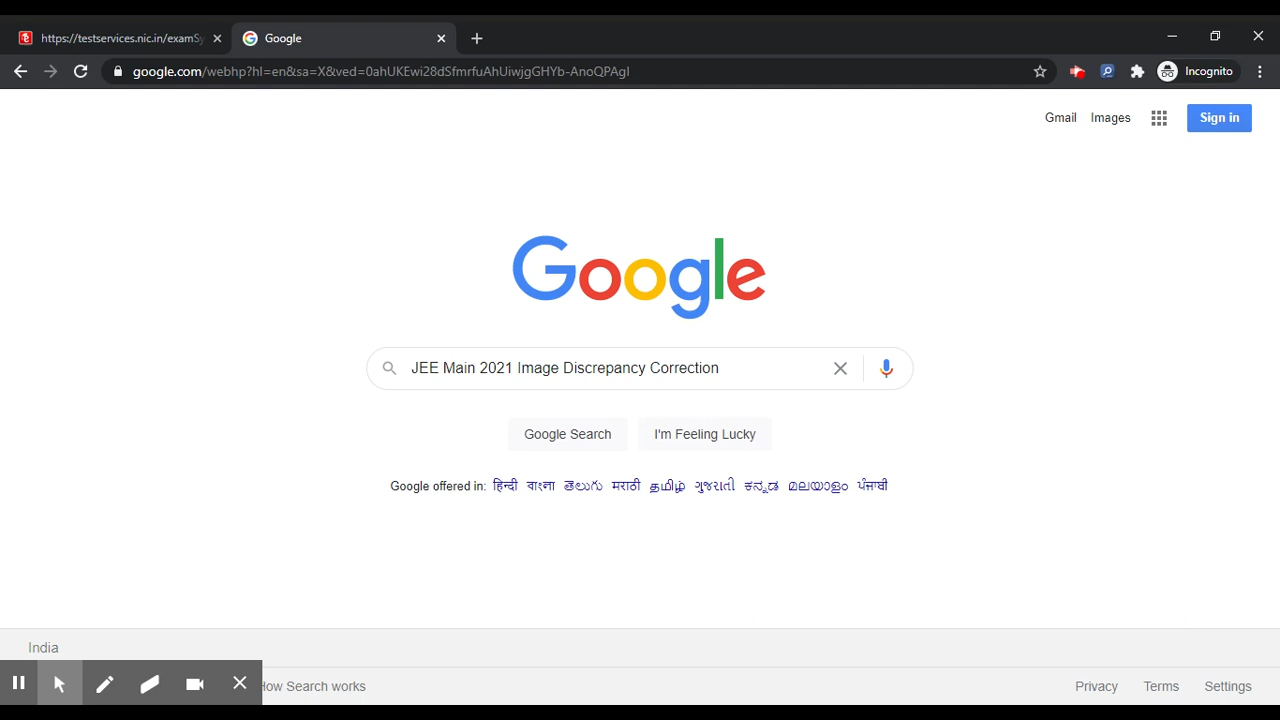 https://testservices.nic.in/examSy
Google
google.com/webhp?hl=en&sa=X&ved=0ahUKEwi28dSfmrfuAhUiwjgGHYb-AnoQPAgI
Incognito
Gmail Images Sign in
Google
JEE Main 2021 Image Discrepancy Correction
Google Search I'm Feeling Lucky
Google offered in: हिन्दी বাংলা తెలుగు मराठी தமிழ் ગુજરાતી ಕನ್ನಡ മലയാളം ਪੰਜਾਬੀ
India
How Search works Privacy Terms Settings